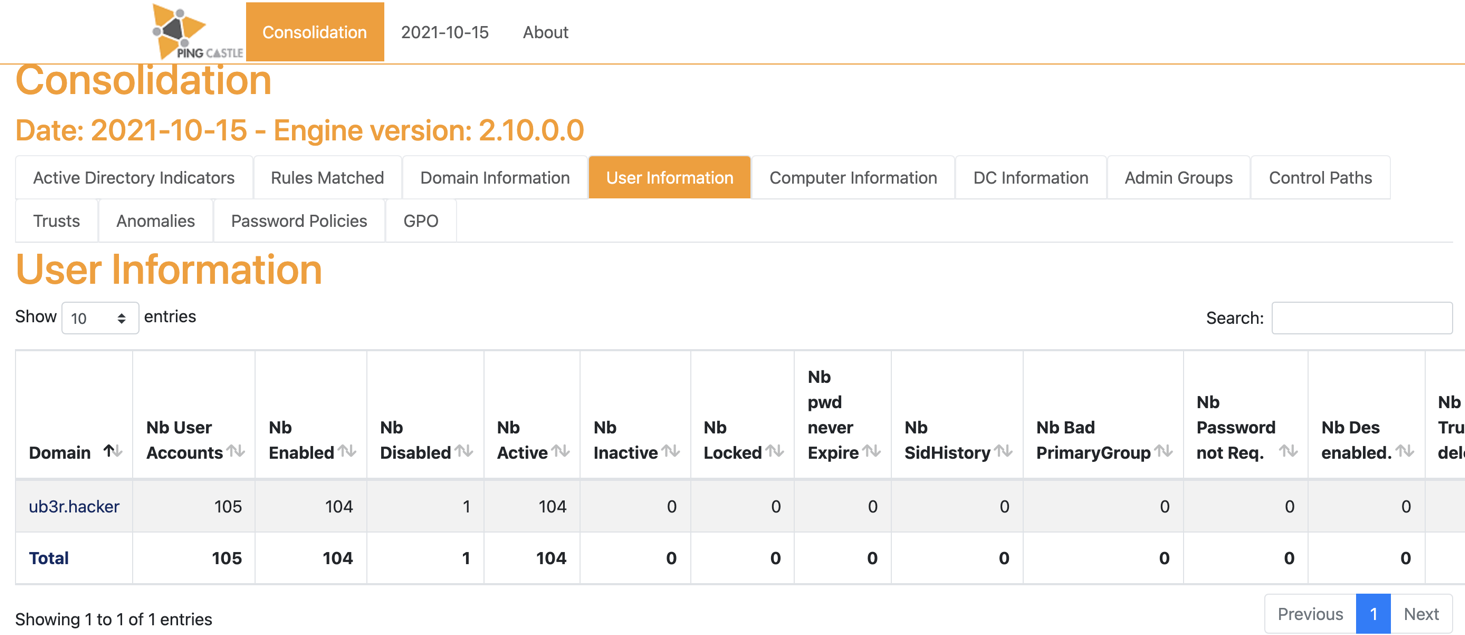 PING CASTLE
Consolidation 2021-10-15 About
Consolidation
Date: 2021-10-15 - Engine version: 2.10.0.0
Active Directory Indicators Rules Matched Domain Information User Information Computer Information DC Information Admin Groups Control Paths
Trusts Anomalies Password Policies GPO
User Information
Show 10 entries Search:
Domain Nb User Accounts Nb Enabled Nb Disabled Nb Active Nb Inactive Nb Locked Nb pwd never Expire Nb SidHistory Nb Bad PrimaryGroup Nb Password not Req. Nb Des enabled. Nb Tru dele
ub3r.hacker 105 104 1 104 0 0 0 0 0 0 0
Total 105 104 1 104 0 0 0 0 0 0 0
Showing 1 to 1 of 1 entries
Previous 1 Next